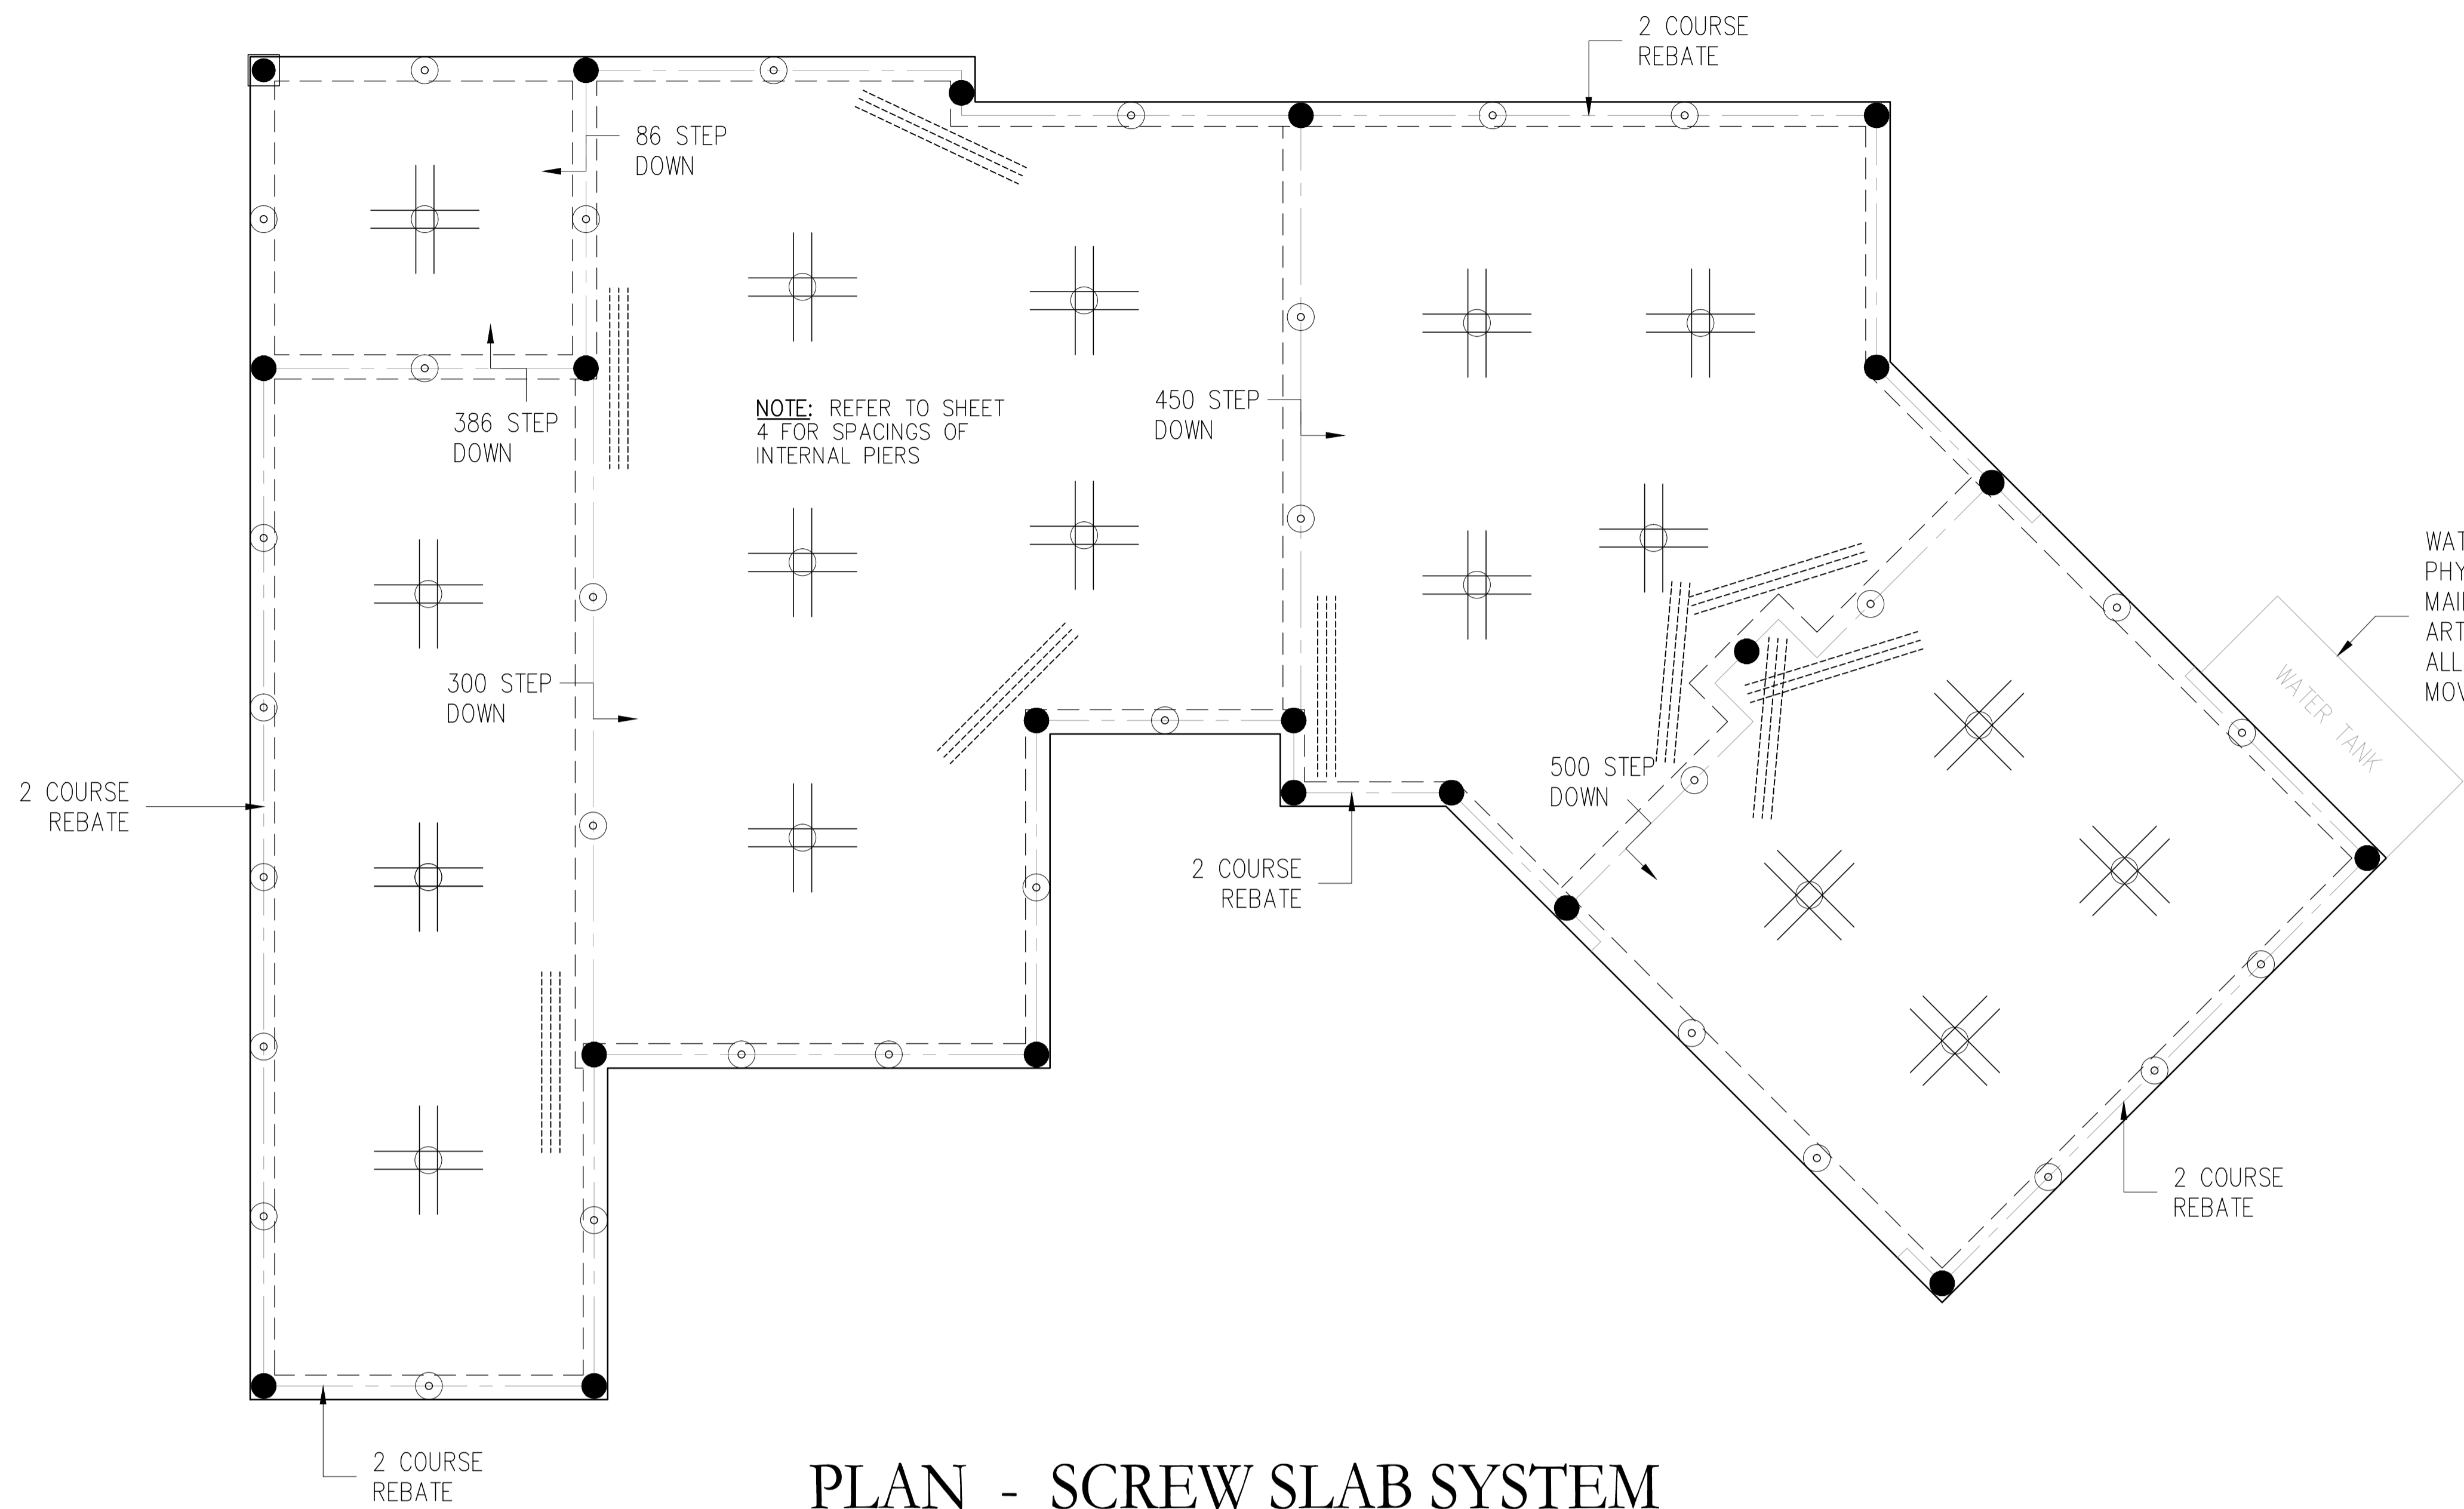 2 COURSE
REBATE
86 STEP
DOWN
386 STEP
DOWN
NOTE: REFER TO SHEET
4 FOR SPACINGS OF
INTERNAL PIERS
450 STEP
DOWN
300 STEP
DOWN
2 COURSE
REBATE
500 STEP
DOWN
2 COURSE
REBATE
WATER TANK
ALL
2 COURSE
REBATE
2 COURSE
REBATE
PLAN - SCREW SLAB SYSTEM